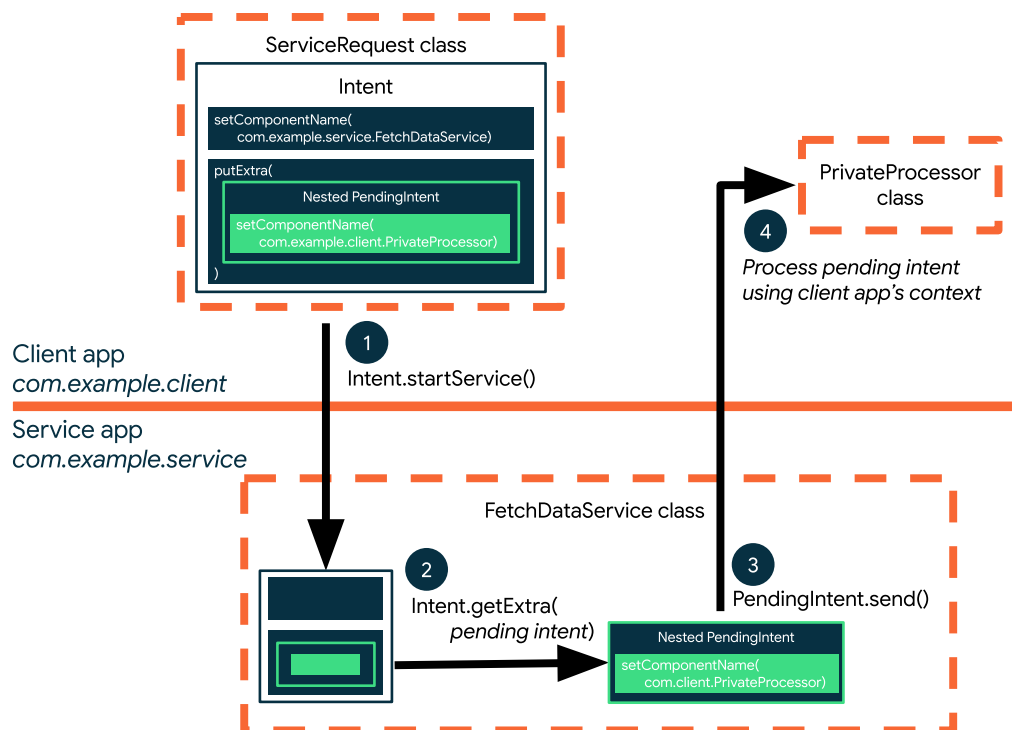 ServiceRequest class
Intent
setComponentName(
com.example.service.FetchDataService)
putExtra(
Nested PendingIntent
setComponentName(
com.example.client.PrivateProcessor)
)
PrivateProcessor
class
4
Process pending intent
using client app's context
1
Intent.startService()
Client app
com.example.client
Service app
com.example.service
FetchDataService class
2
Intent.getExtra(
pending intent)
3
PendingIntent.send()
Nested PendingIntent
setComponentName(
com.client.PrivateProcessor)